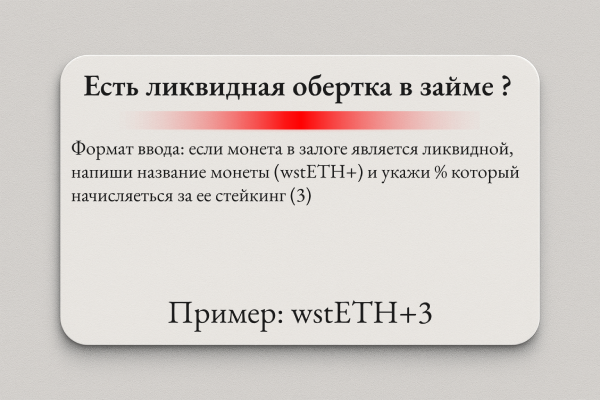 Есть ликвидная обертка в займе ?
Формат ввода: если монета в залоге является ликвидной,
напиши название монеты (wstETH+) и укажи % который
начисляеться за ее стейкинг (3)
Пример: wstETH+3